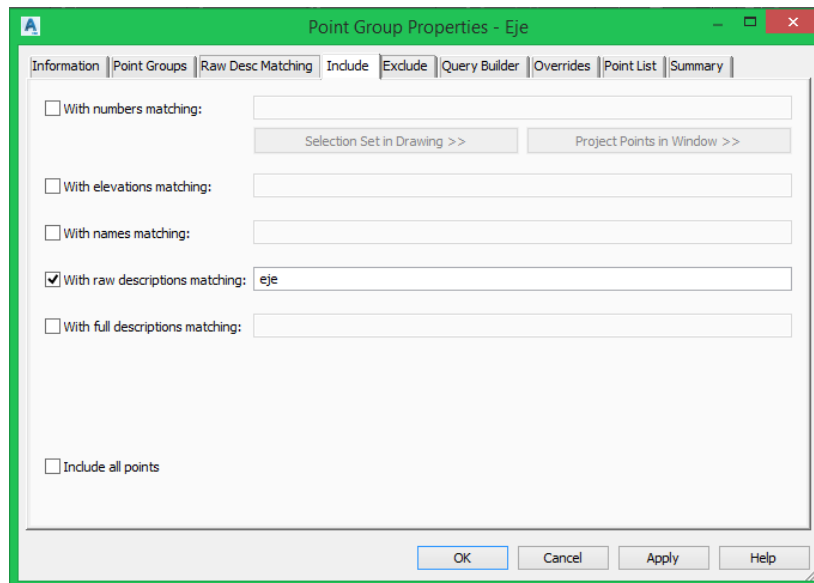 Point Group Properties - Eje
Information Point Groups Raw Desc Matching Include Exclude Query Builder Overrides Point List Summary
With numbers matching:
Selection Set in Drawing >> Project Points in Window >>
With elevations matching:
With names matching:
With raw descriptions matching: eje
With full descriptions matching:
Include all points
OK Cancel Apply Help